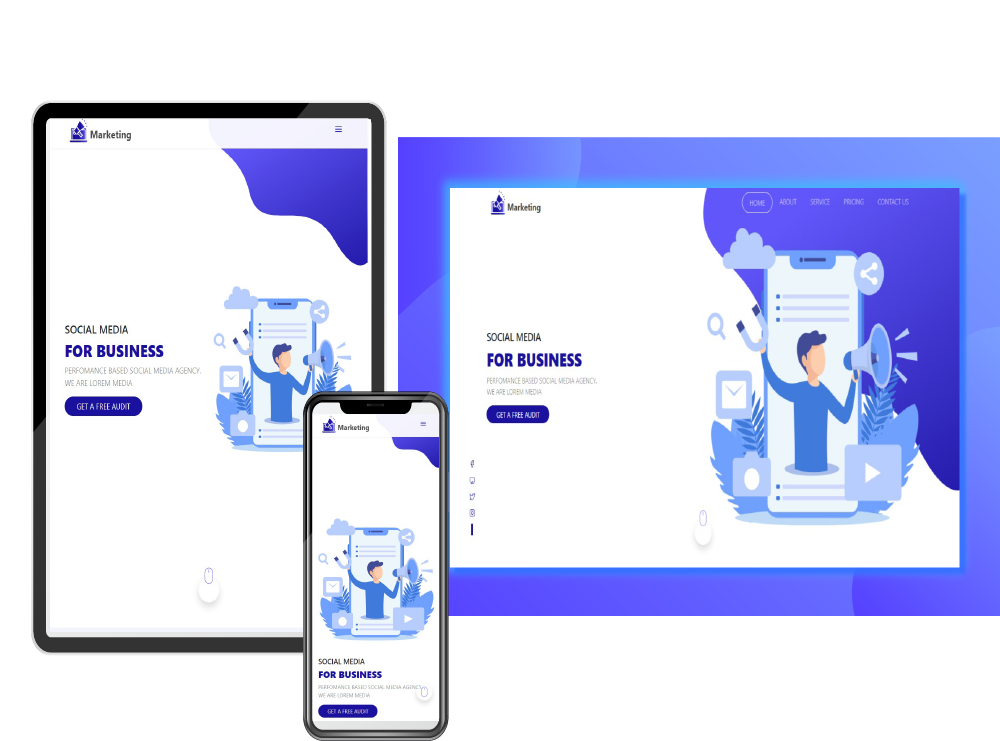 Marketing
SOCIAL MEDIA
FOR BUSINESS
PERFOMANCE BASED SOCIAL MEDIA AGENCY.
WE ARE LOREM MEDIA
GET A FREE AUDIT
Marketing
HOME ABOUT SERVICE PRICING CONTACT US
SOCIAL MEDIA
FOR BUSINESS
PERFOMANCE BASED SOCIAL MEDIA AGENCY.
WE ARE LOREM MEDIA
GET A FREE AUDIT
Marketing
SOCIAL MEDIA
FOR BUSINESS
PERFOMANCE BASED SOCIAL MEDIA AGENCY.
WE ARE LOREM MEDIA
GET A FREE AUDIT